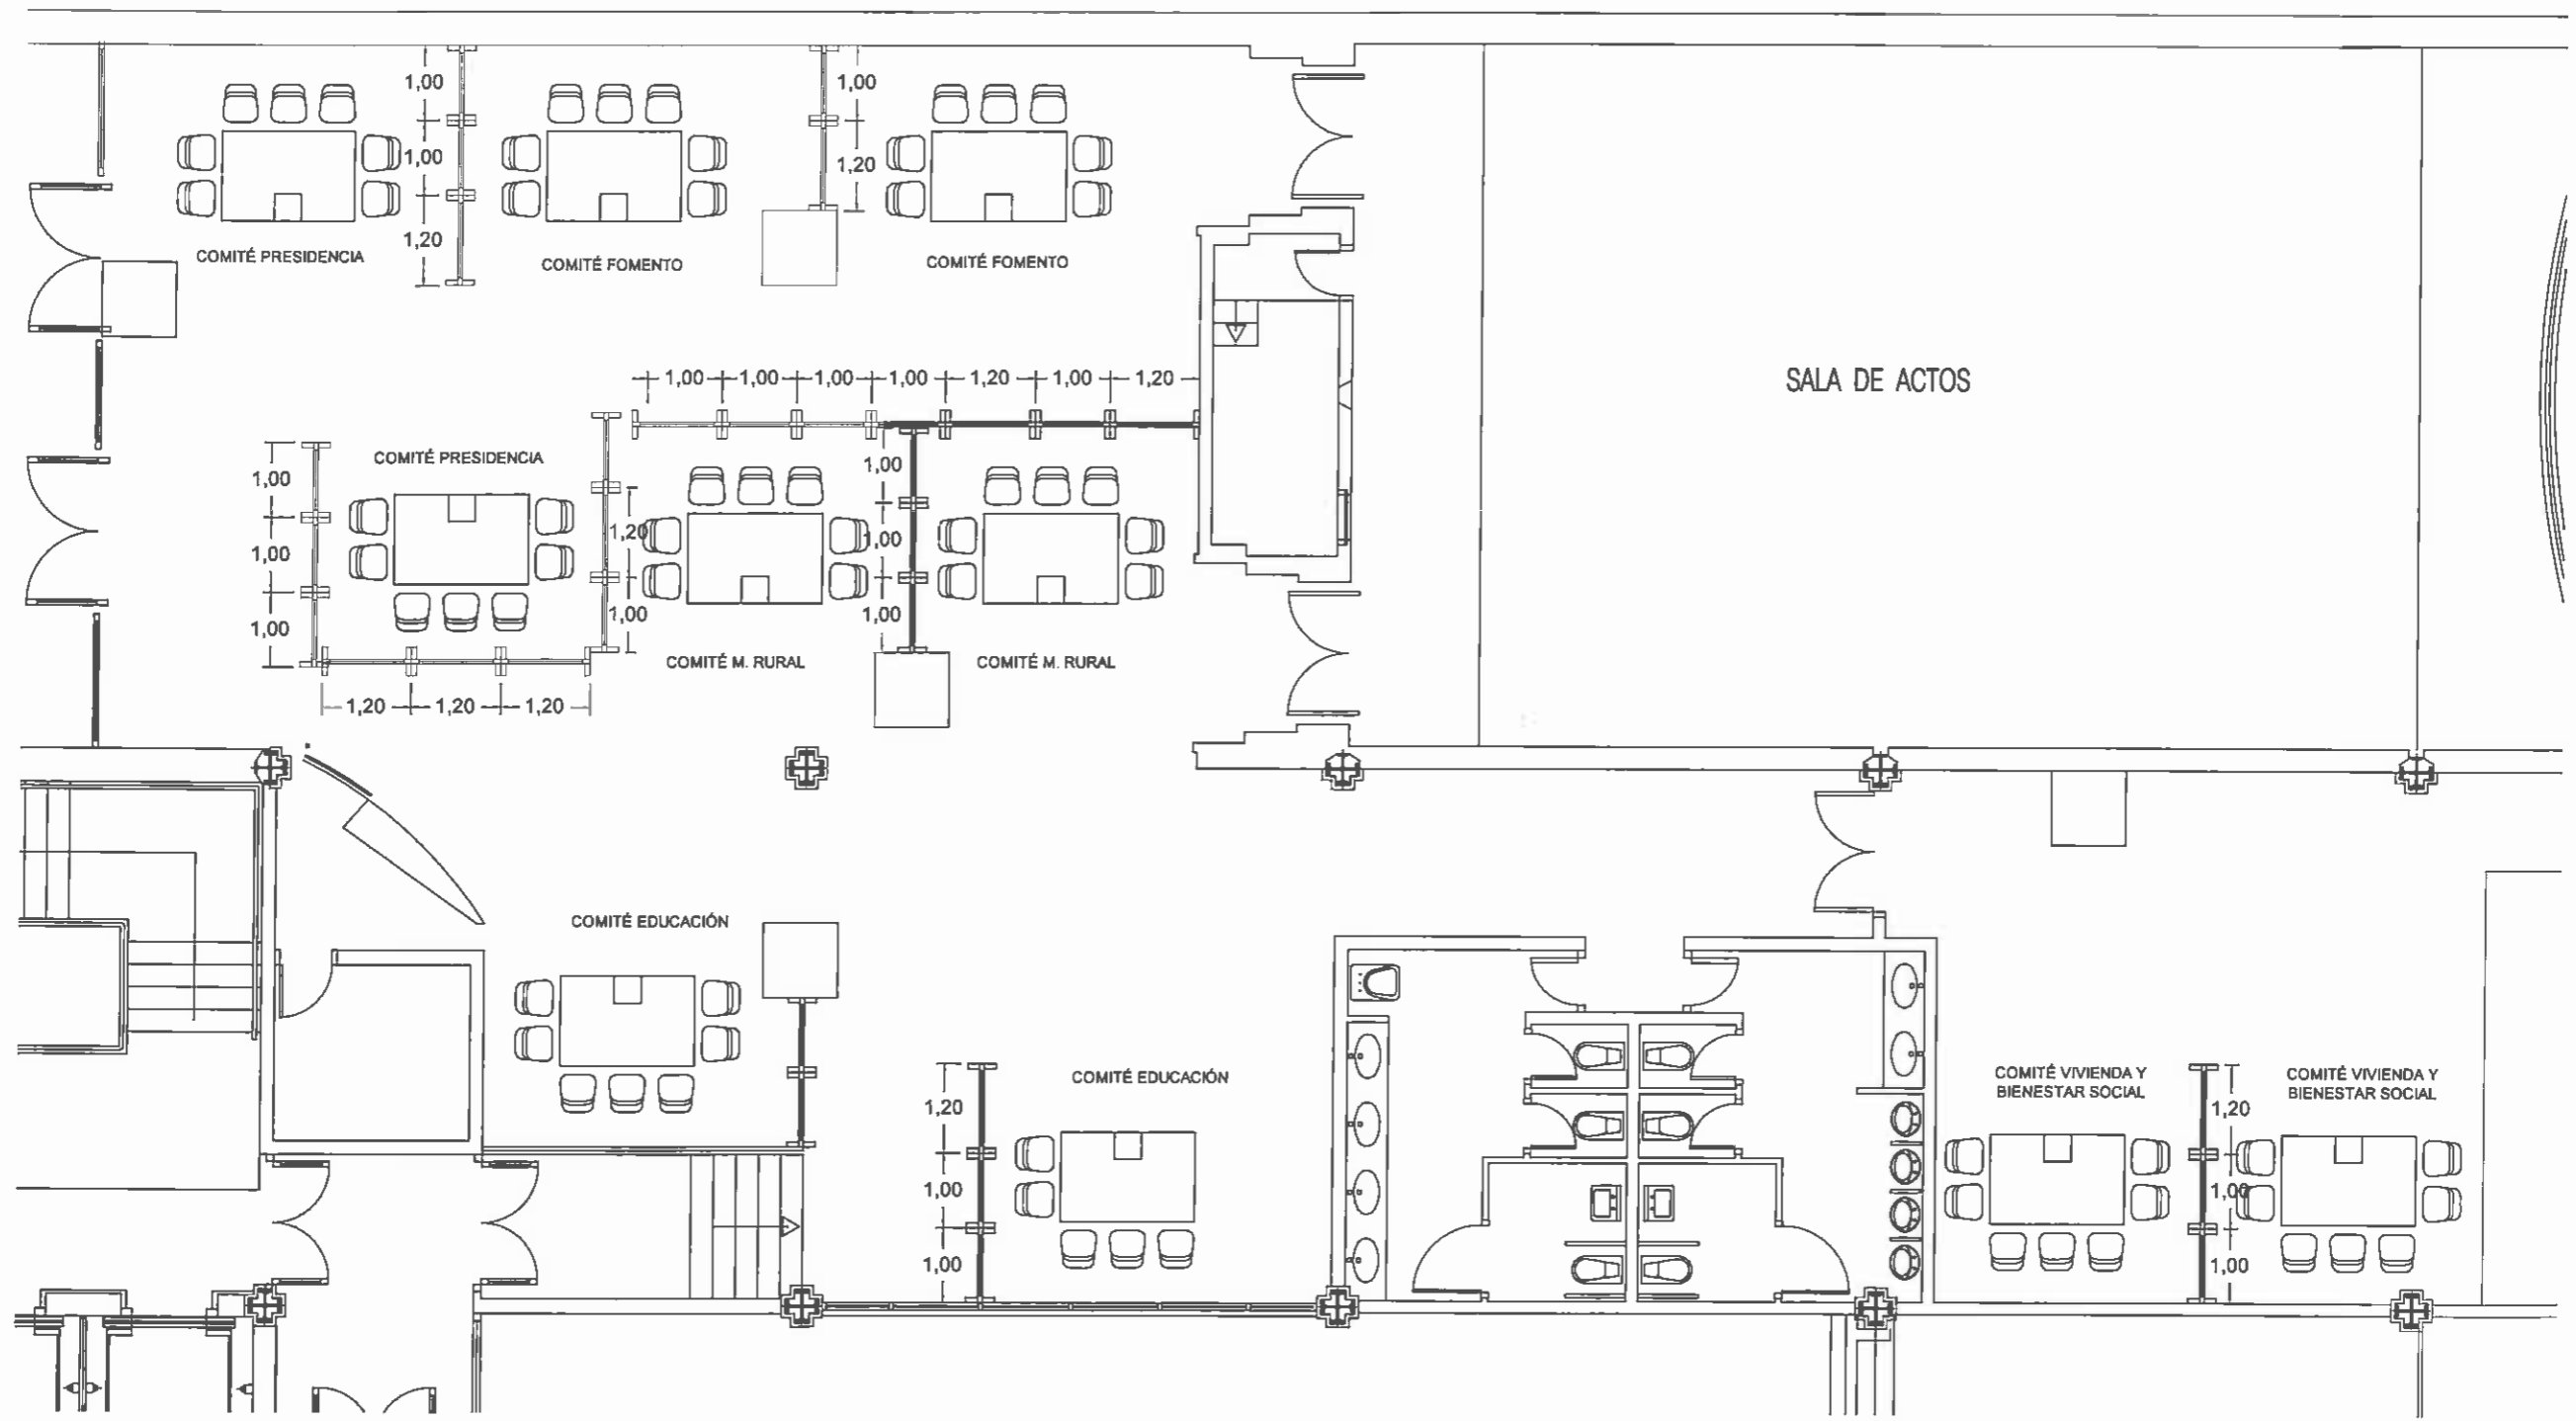 1,00
1,00
1,00
1,20
1,20
COMITÉ PRESIDENCIA
COMITÉ FOMENTO
COMITÉ FOMENTO
1,00
1,00
1,00
1,00
1,20
1,00
1,20
SALA DE ACTOS
COMITÉ PRESIDENCIA
1,00
1,00
1,00
1,20
1,00
1,20
1,20
1,20
1,00
1,00
1,00
COMITÉ M. RURAL
COMITÉ M. RURAL
COMITÉ EDUCACIÓN
COMITÉ EDUCACIÓN
1,20
1,00
1,00
COMITÉ VIVIENDA Y
BIENESTAR SOCIAL
COMITÉ VIVIENDA Y
BIENESTAR SOCIAL
1,20
1,00
1,00